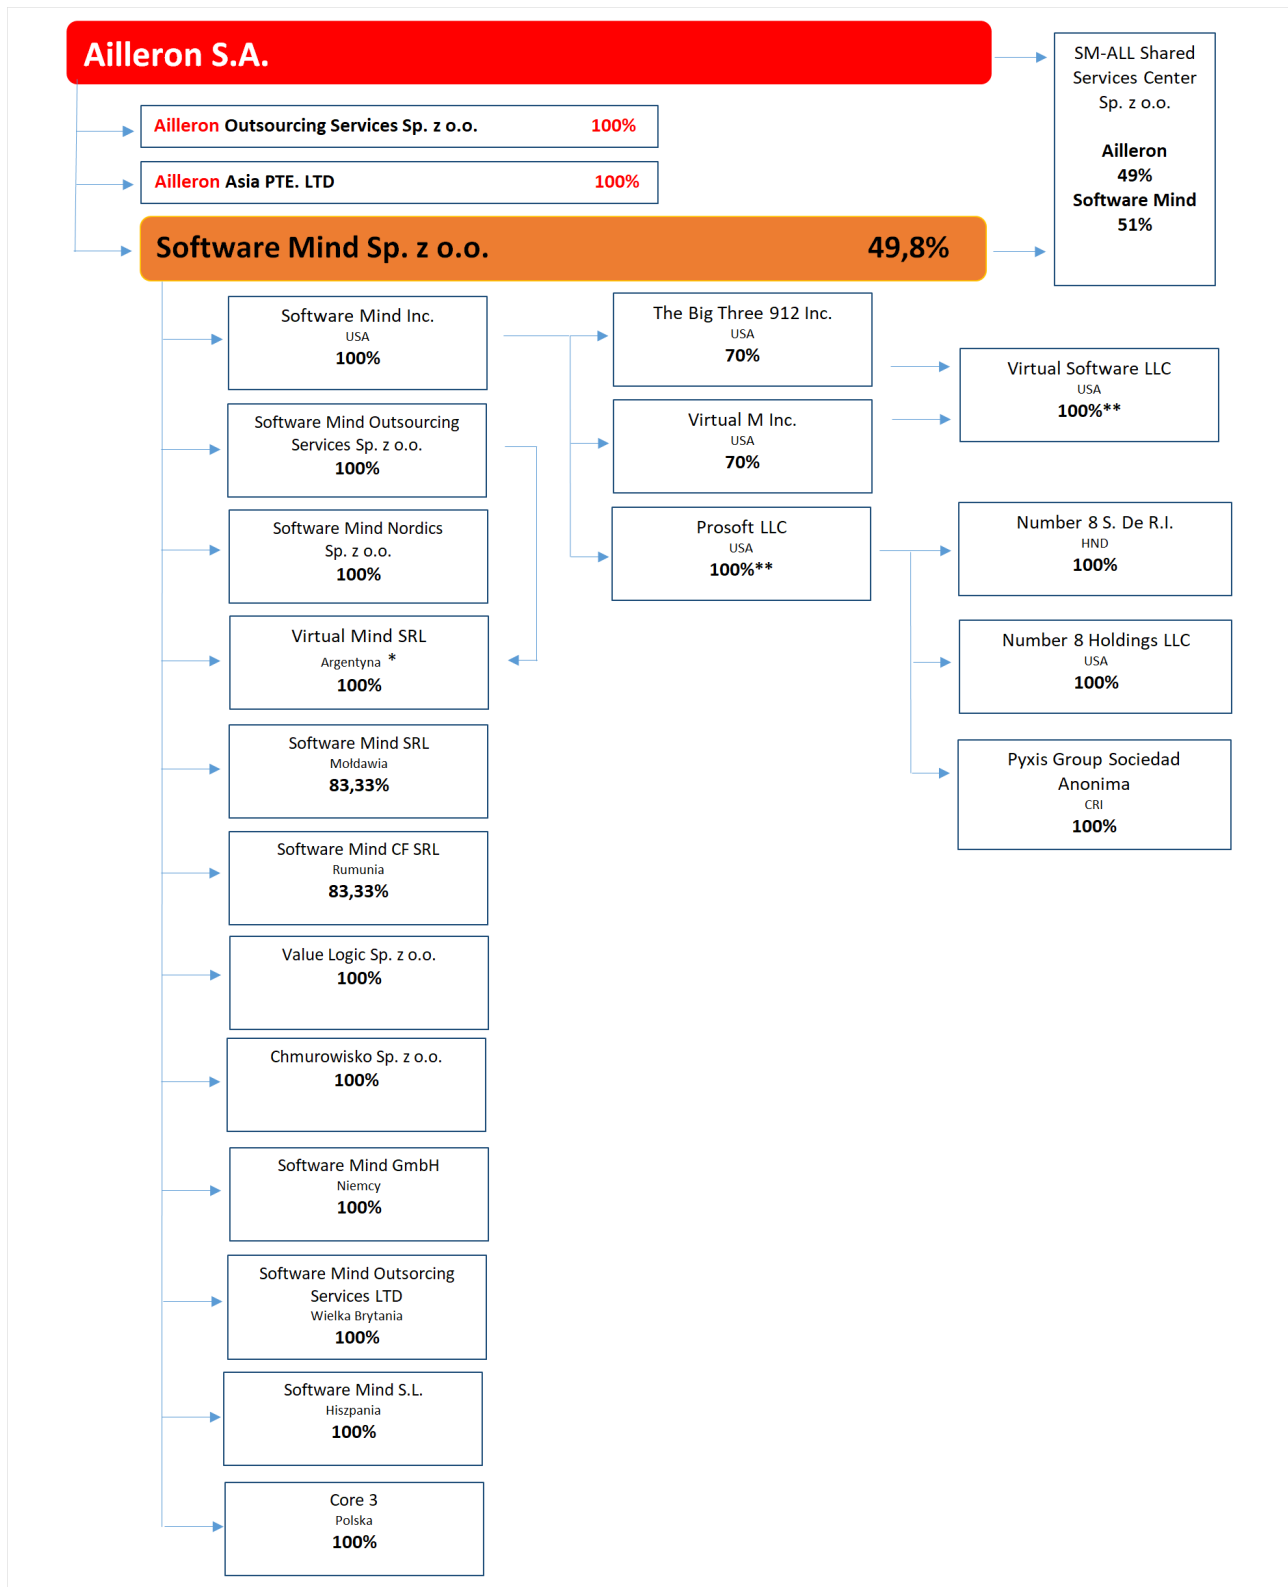 Ailleron S.A.
SM-ALL Shared
Services Center
Sp. z o.o.
Ailleron
49%
Software Mind
51%
Ailleron Outsourcing Services Sp. z o.o. 100%
Ailleron Asia PTE. LTD 100%
Software Mind Sp. z o.o. 49,8%
Software Mind Inc.
USA
100%
Software Mind Outsourcing
Services Sp. z o.o.
100%
Software Mind Nordics
Sp. z o.o.
100%
Virtual Mind SRL
Argentyna *
100%
Software Mind SRL
Mołdawia
83,33%
Software Mind CF SRL
Rumunia
83,33%
Value Logic Sp. z o.o.
100%
Chmurowisko Sp. z o.o.
100%
Software Mind GmbH
Niemcy
100%
Software Mind Outsorcing
Services LTD
Wielka Brytania
100%
Software Mind S.L.
Hiszpania
100%
Core 3
Polska
100%
The Big Three 912 Inc.
USA
70%
Virtual M Inc.
USA
70%
Prosoft LLC
USA
100%**
Virtual Software LLC
USA
100%**
Number 8 S. De R.I.
HND
100%
Number 8 Holdings LLC
USA
100%
Pyxis Group Sociedad
Anonima
CRI
100%